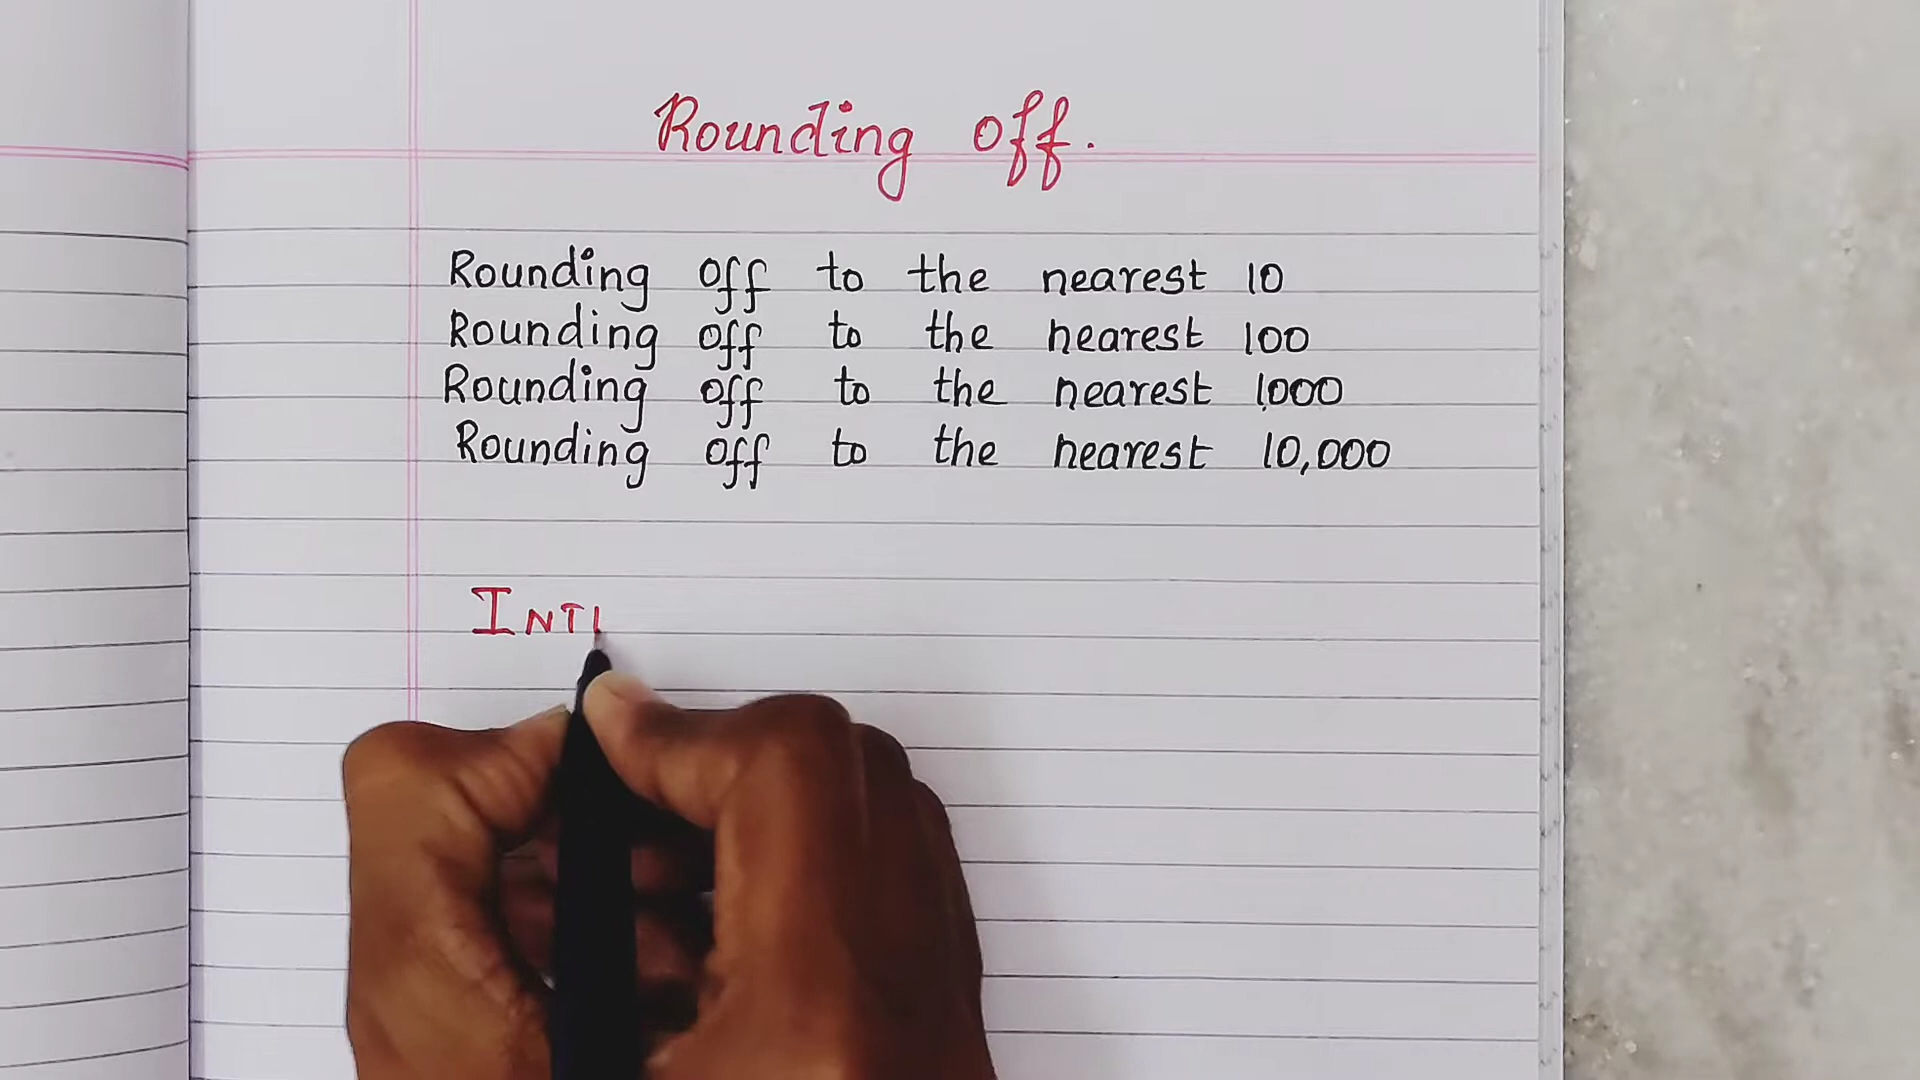 Rounding off.
Rounding off to the nearest 10
Rounding off to the nearest 100
Rounding off to the nearest 1,000
Rounding off to the nearest 10,000